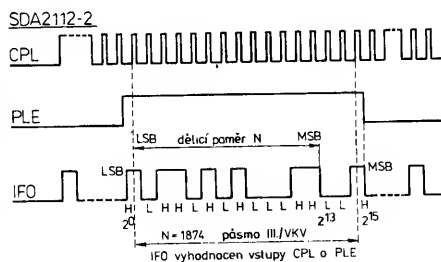 SDA2112-2
CPL
PLE
LSB dělicí poměr N MSB
LSB MSB
IFO
H L H H L H L H L L L H H L L H
2⁰ 2¹³ 2¹⁵
N = 1874 pásmo III./VKV
IFO vyhodnocen vstupy CPL a PLE